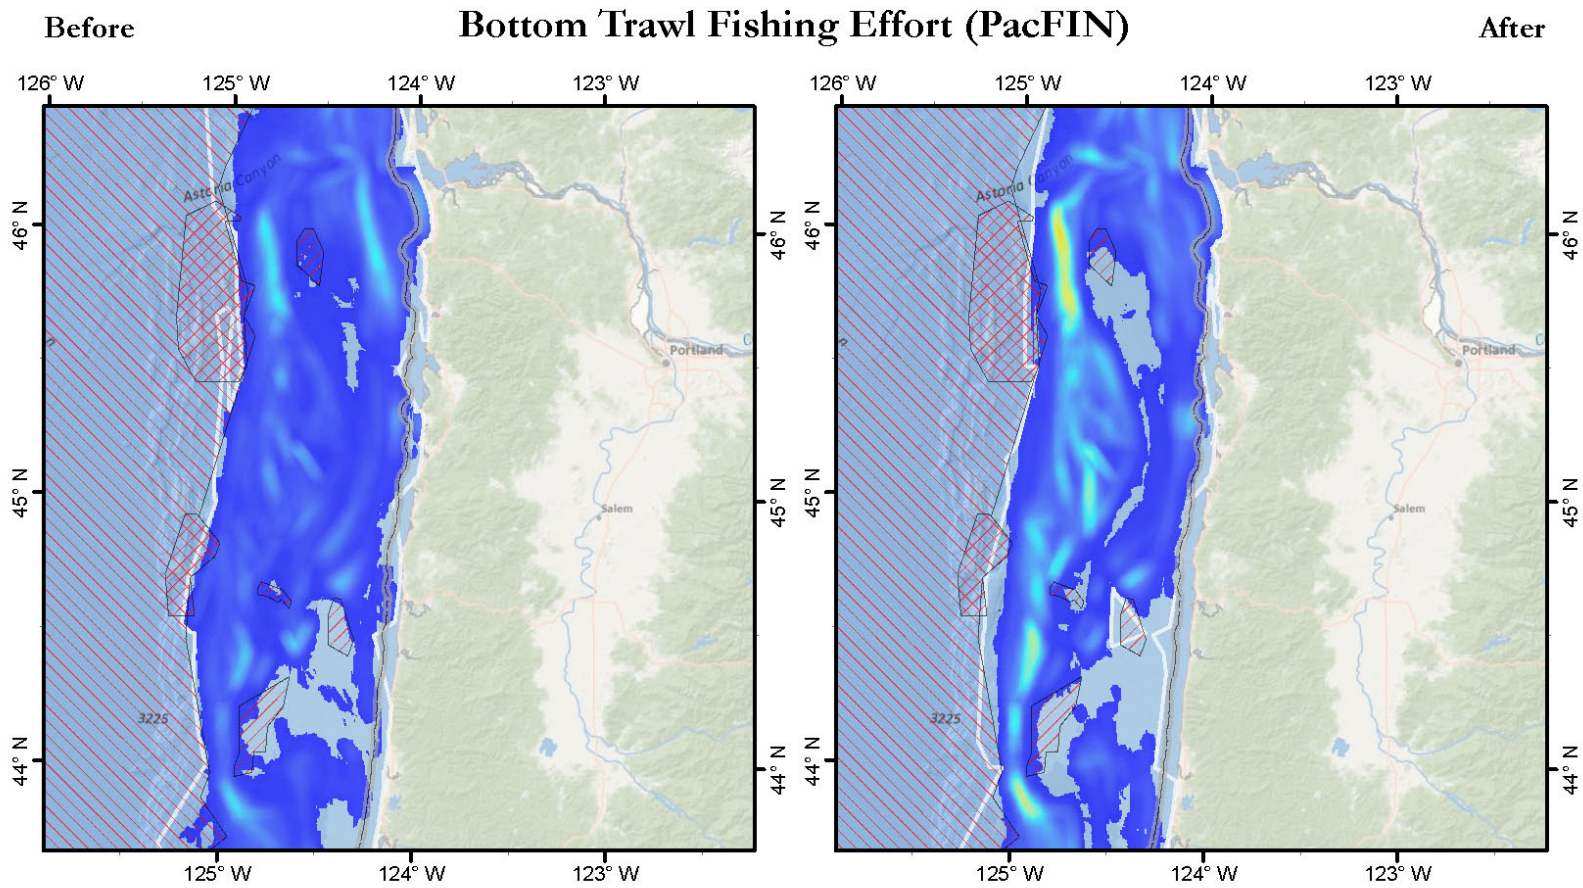 Before
Bottom Trawl Fishing Effort (PacFIN)
After
126° W 125° W 124° W 123° W
126° W 125° W 124° W 123° W
Astoria Canyon
Astoria Canyon
46° N
46° N
46° N
46° N
Portland
Portland
45° N
45° N
45° N
45° N
Salem
Salem
3225
3225
44° N
44° N
44° N
44° N
125° W 124° W 123° W
125° W 124° W 123° W